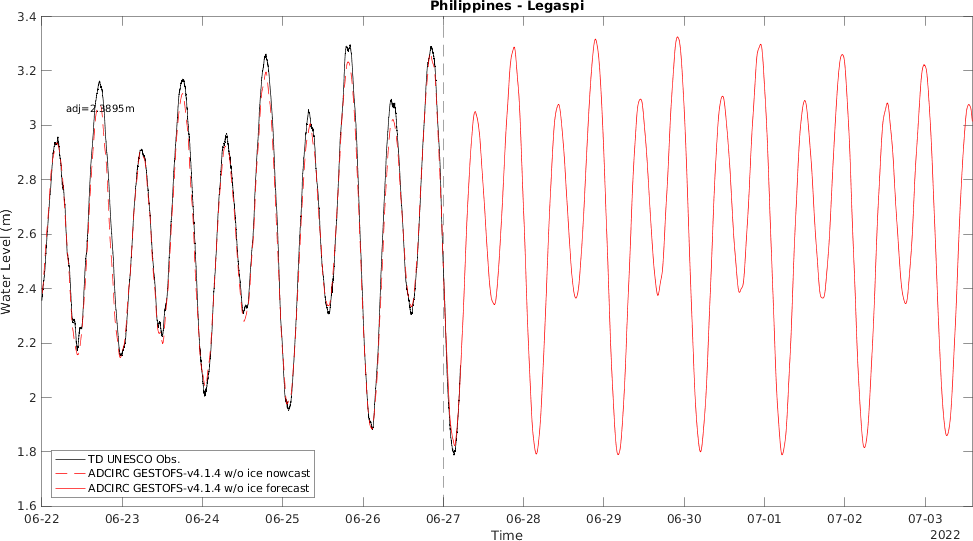 Philippines - Legaspi
3.4
3.2
3
2.8
2.6
2.4
2.2
2
1.8
1.6
Water Level (m)
adj=2.3895m
TD UNESCO Obs.
ADCIRC GESTOFS-v4.1.4 w/o ice nowcast
ADCIRC GESTOFS-v4.1.4 w/o ice forecast
06-22 06-23 06-24 06-25 06-26 06-27 06-28 06-29 06-30 07-01 07-02 07-03
2022
Time